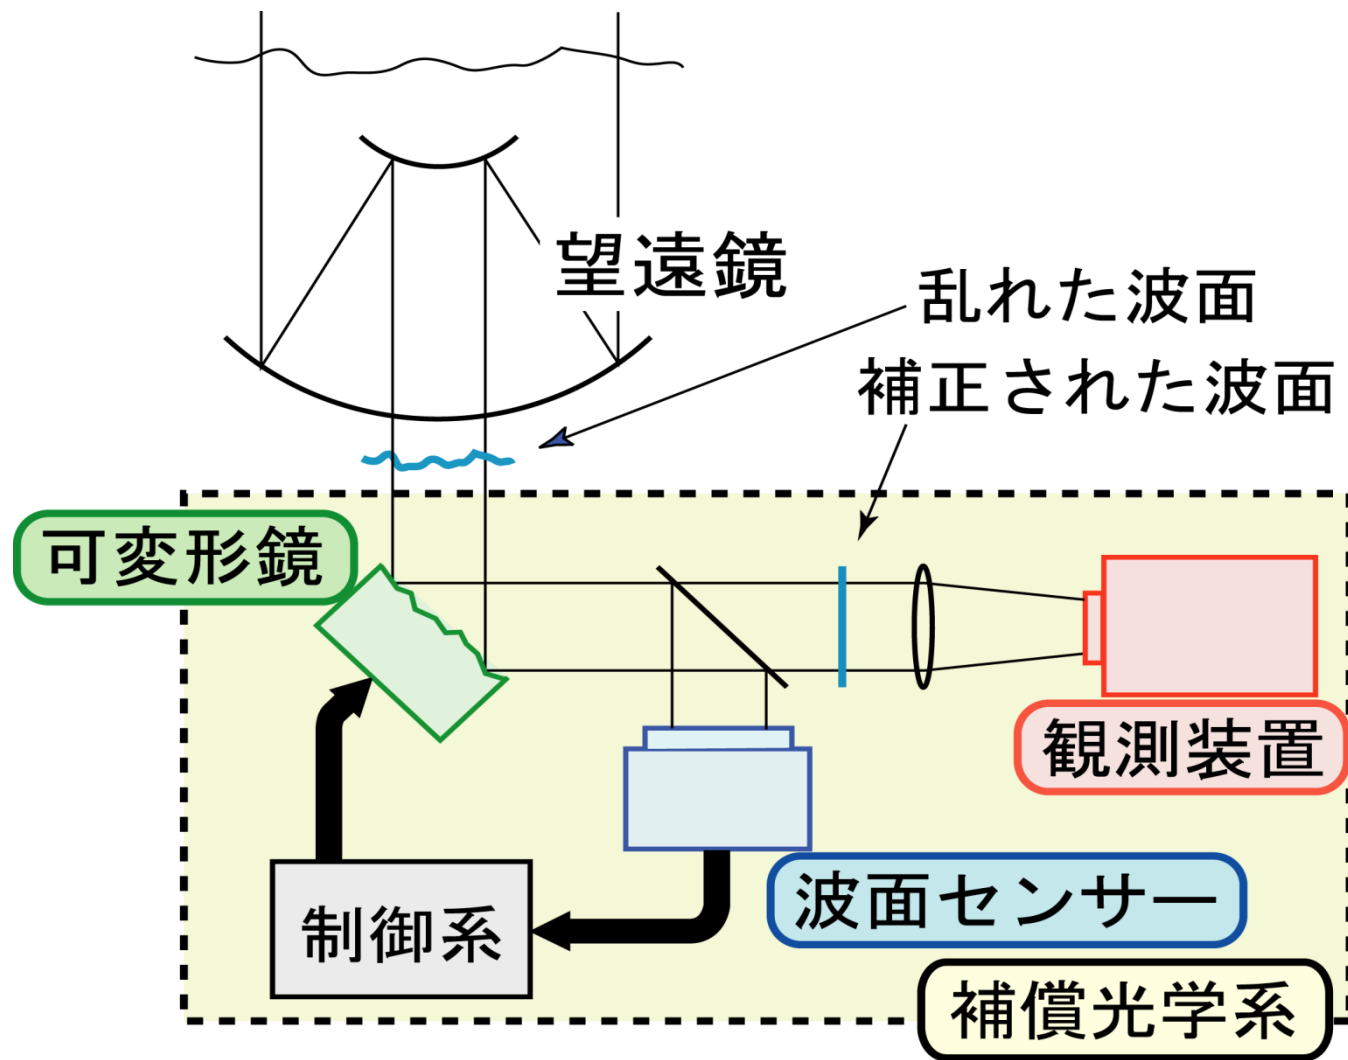 望遠鏡
乱れた波面
補正された波面
可変形鏡
観測装置
波面センサー
制御系
補償光学系